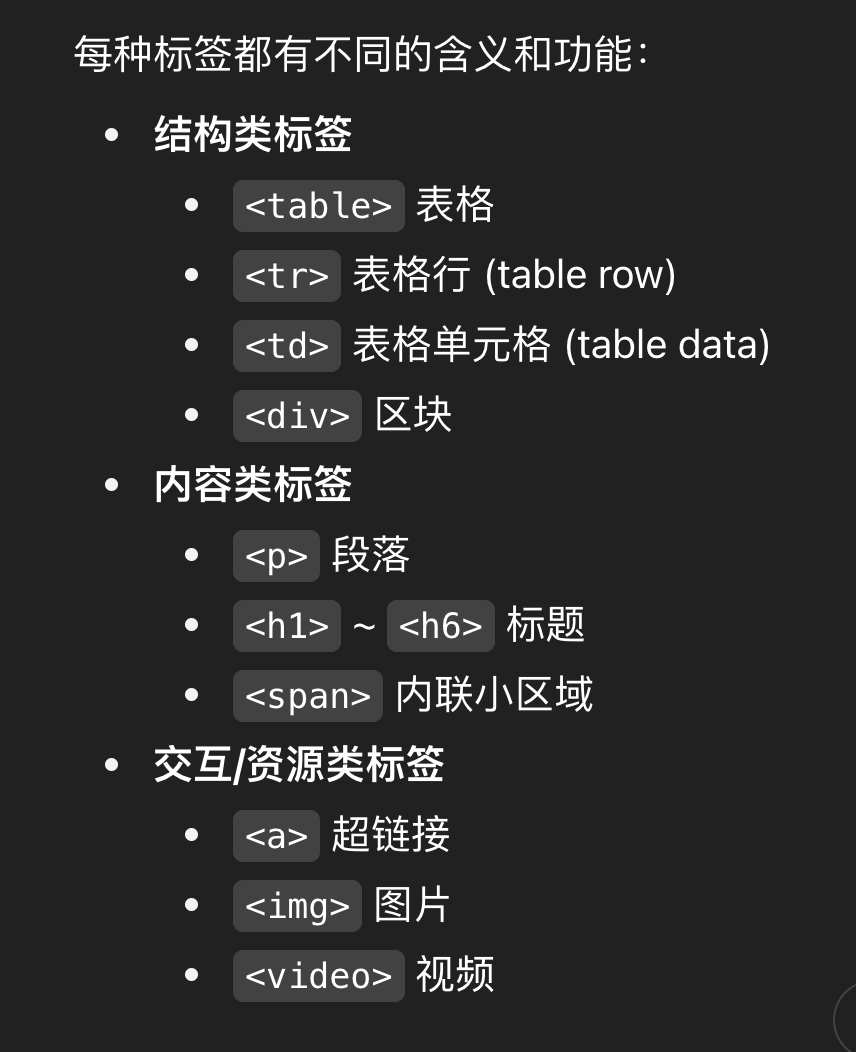 每种标签都有不同的含义和功能：
结构类标签
<table> 表格
<tr> 表格行 (table row)
<td> 表格单元格 (table data)
<div> 区块
内容类标签
<p> 段落
<h1> ~ <h6> 标题
<span> 内联小区域
交互/资源类标签
<a> 超链接
<img> 图片
<video> 视频